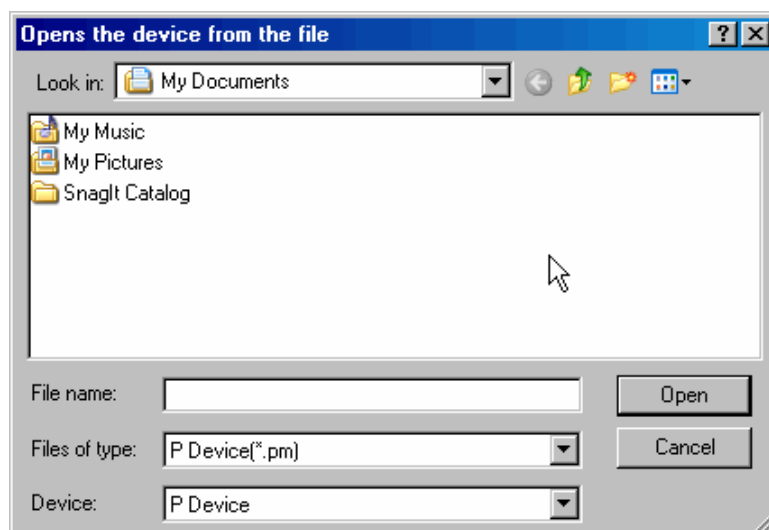 Opens the device from the file
Look in: My Documents
My Music
My Pictures
SnagIt Catalog
File name: Open
Files of type: P Device(*.pm) Cancel
Device: P Device